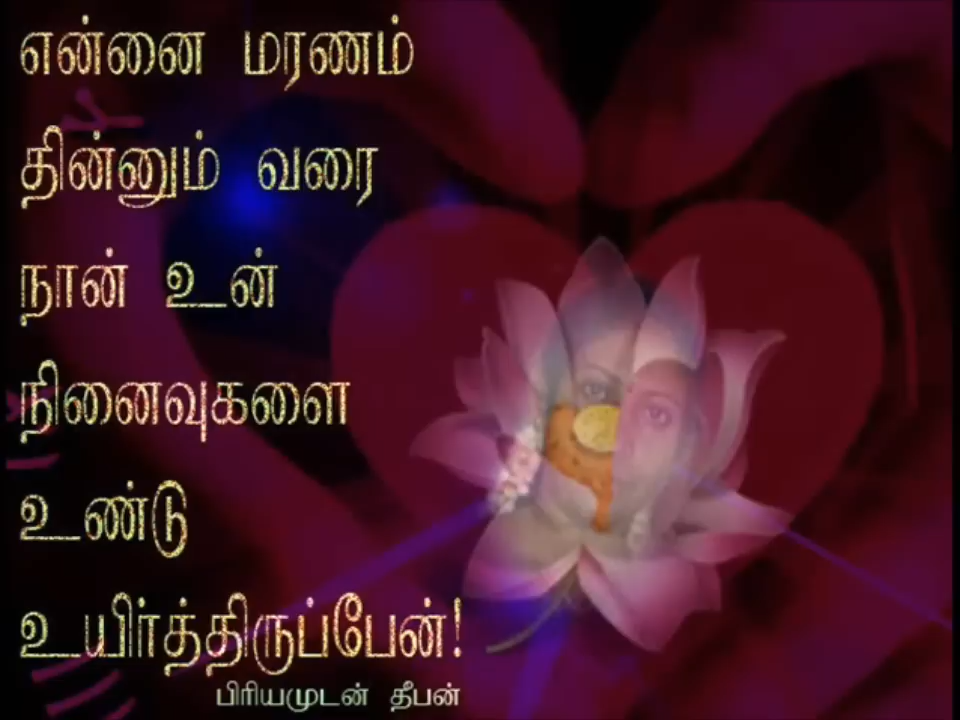 என்னை மரணம்
தின்னும் வரை
நான் உன்
நினைவுகளை
உண்டு
உயிர்த்திருப்பேன்!
பிரியமுடன் தீபன்